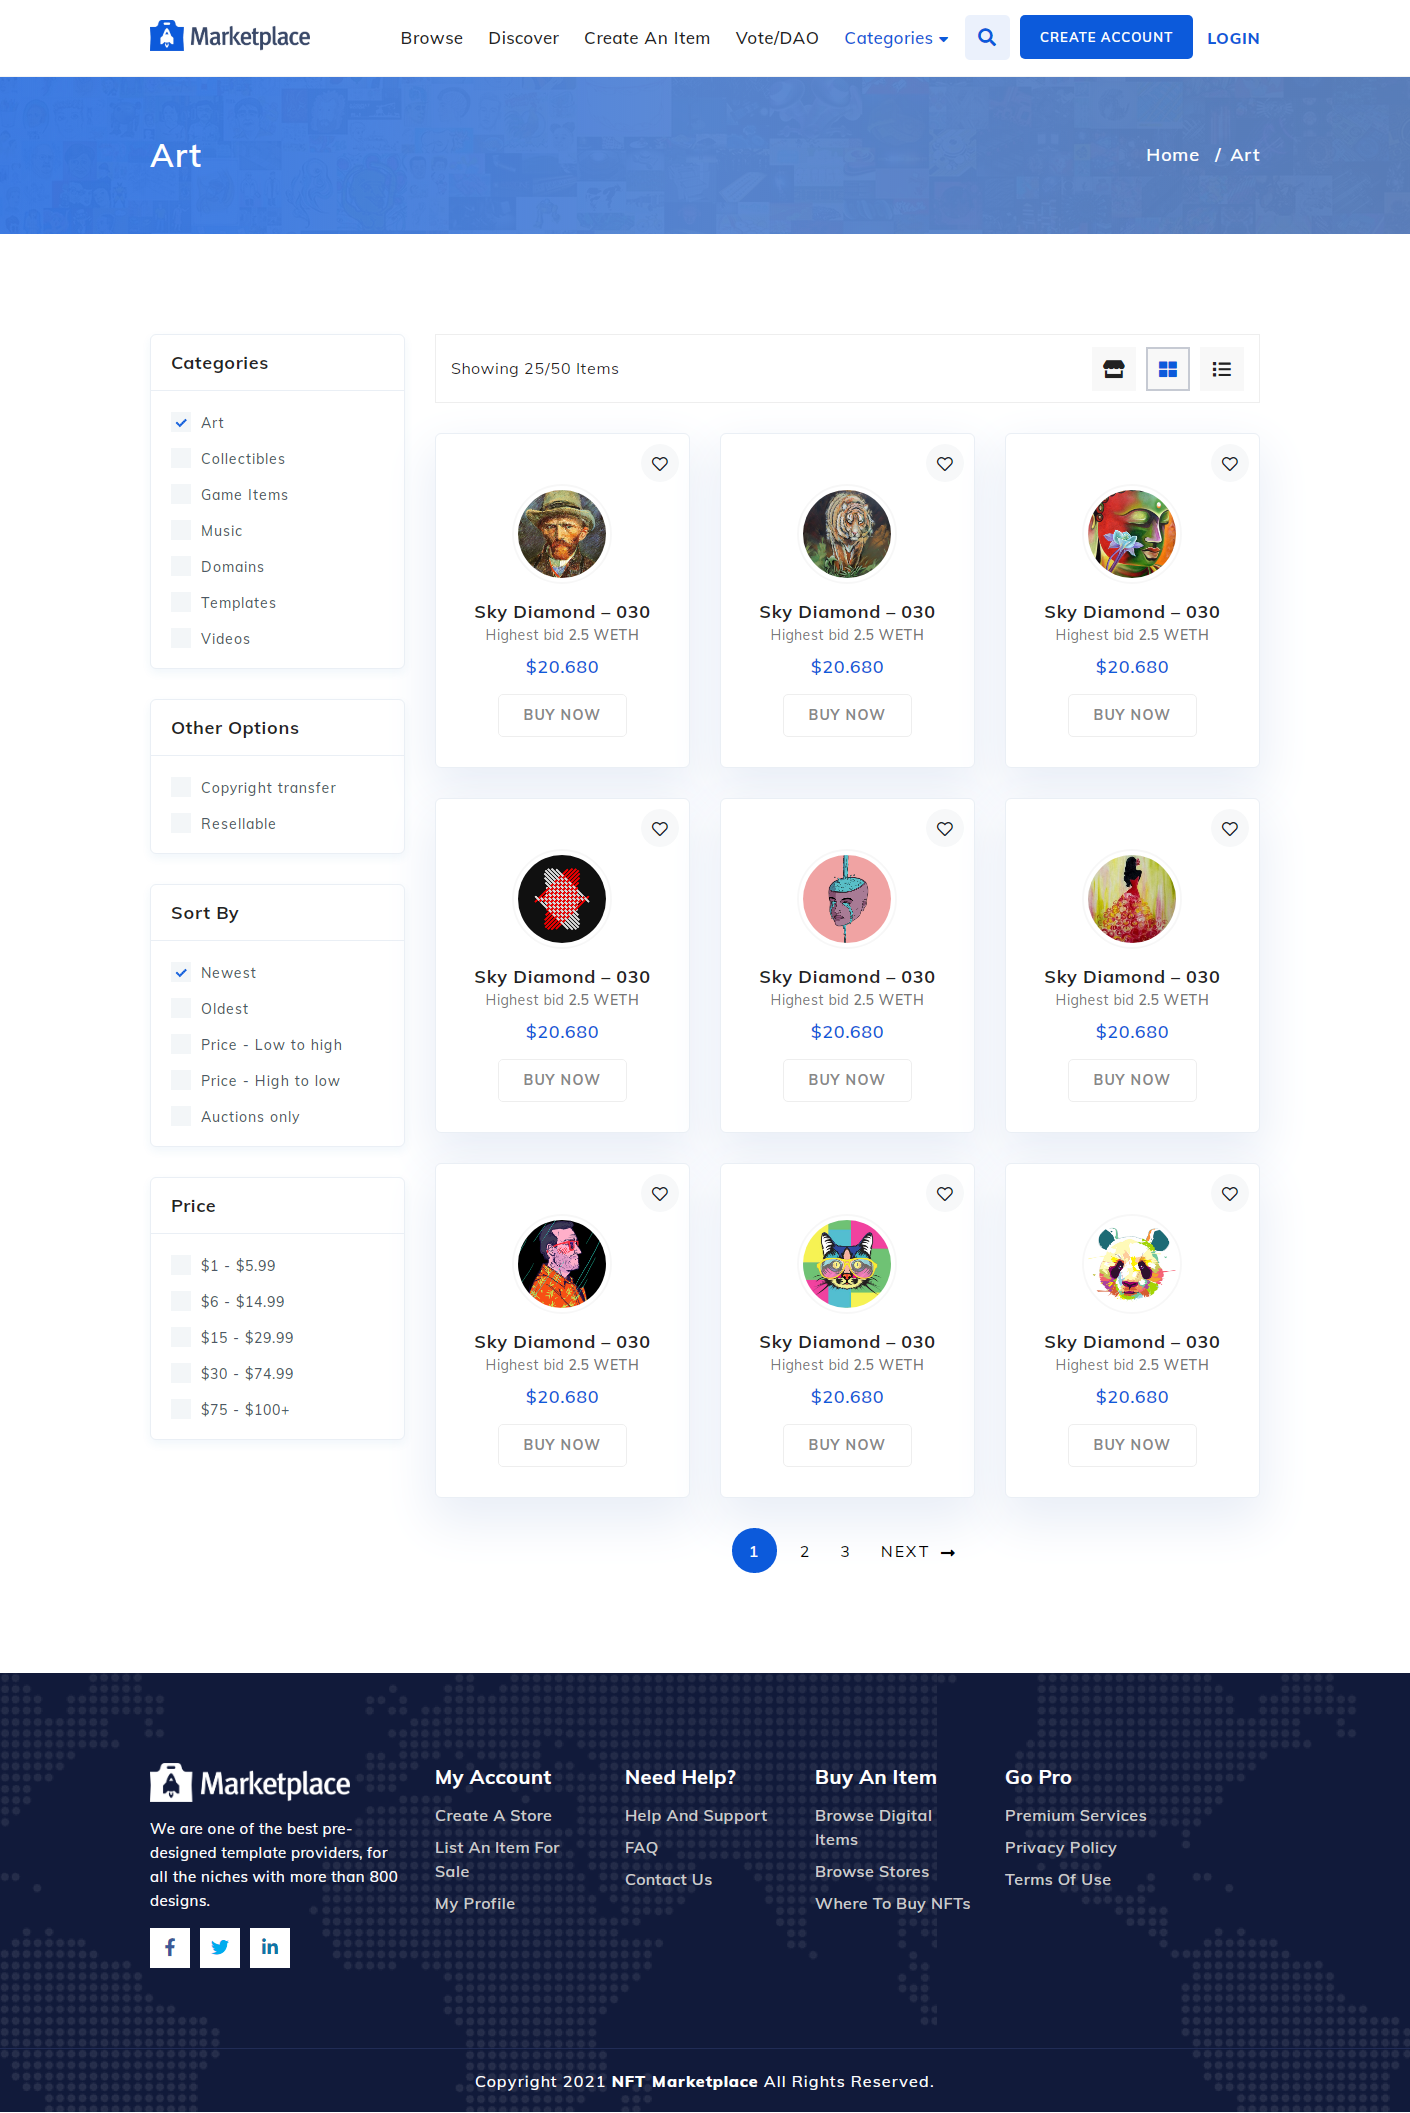 Marketplace
Browse
Discover
Create An Item
Vote/DAO
Categories
CREATE ACCOUNT
LOGIN
Art
Home / Art
Categories
Art
Collectibles
Game Items
Music
Domains
Templates
Videos
Other Options
Copyright transfer
Resellable
Sort By
Newest
Oldest
Price - Low to high
Price - High to low
Auctions only
Price
$1 - $5.99
$6 - $14.99
$15 - $29.99
$30 - $74.99
$75 - $100+
Showing 25/50 Items
Sky Diamond – 030
Highest bid 2.5 WETH
$20.680
BUY NOW
Sky Diamond – 030
Highest bid 2.5 WETH
$20.680
BUY NOW
Sky Diamond – 030
Highest bid 2.5 WETH
$20.680
BUY NOW
Sky Diamond – 030
Highest bid 2.5 WETH
$20.680
BUY NOW
Sky Diamond – 030
Highest bid 2.5 WETH
$20.680
BUY NOW
Sky Diamond – 030
Highest bid 2.5 WETH
$20.680
BUY NOW
Sky Diamond – 030
Highest bid 2.5 WETH
$20.680
BUY NOW
Sky Diamond – 030
Highest bid 2.5 WETH
$20.680
BUY NOW
Sky Diamond – 030
Highest bid 2.5 WETH
$20.680
BUY NOW
1 2 3 NEXT
Marketplace
We are one of the best pre-
designed template providers, for
all the niches with more than 800
designs.
My Account
Create A Store
List An Item For
Sale
My Profile
Need Help?
Help And Support
FAQ
Contact Us
Buy An Item
Browse Digital
Items
Browse Stores
Where To Buy NFTs
Go Pro
Premium Services
Privacy Policy
Terms Of Use
Copyright 2021 NFT Marketplace All Rights Reserved.